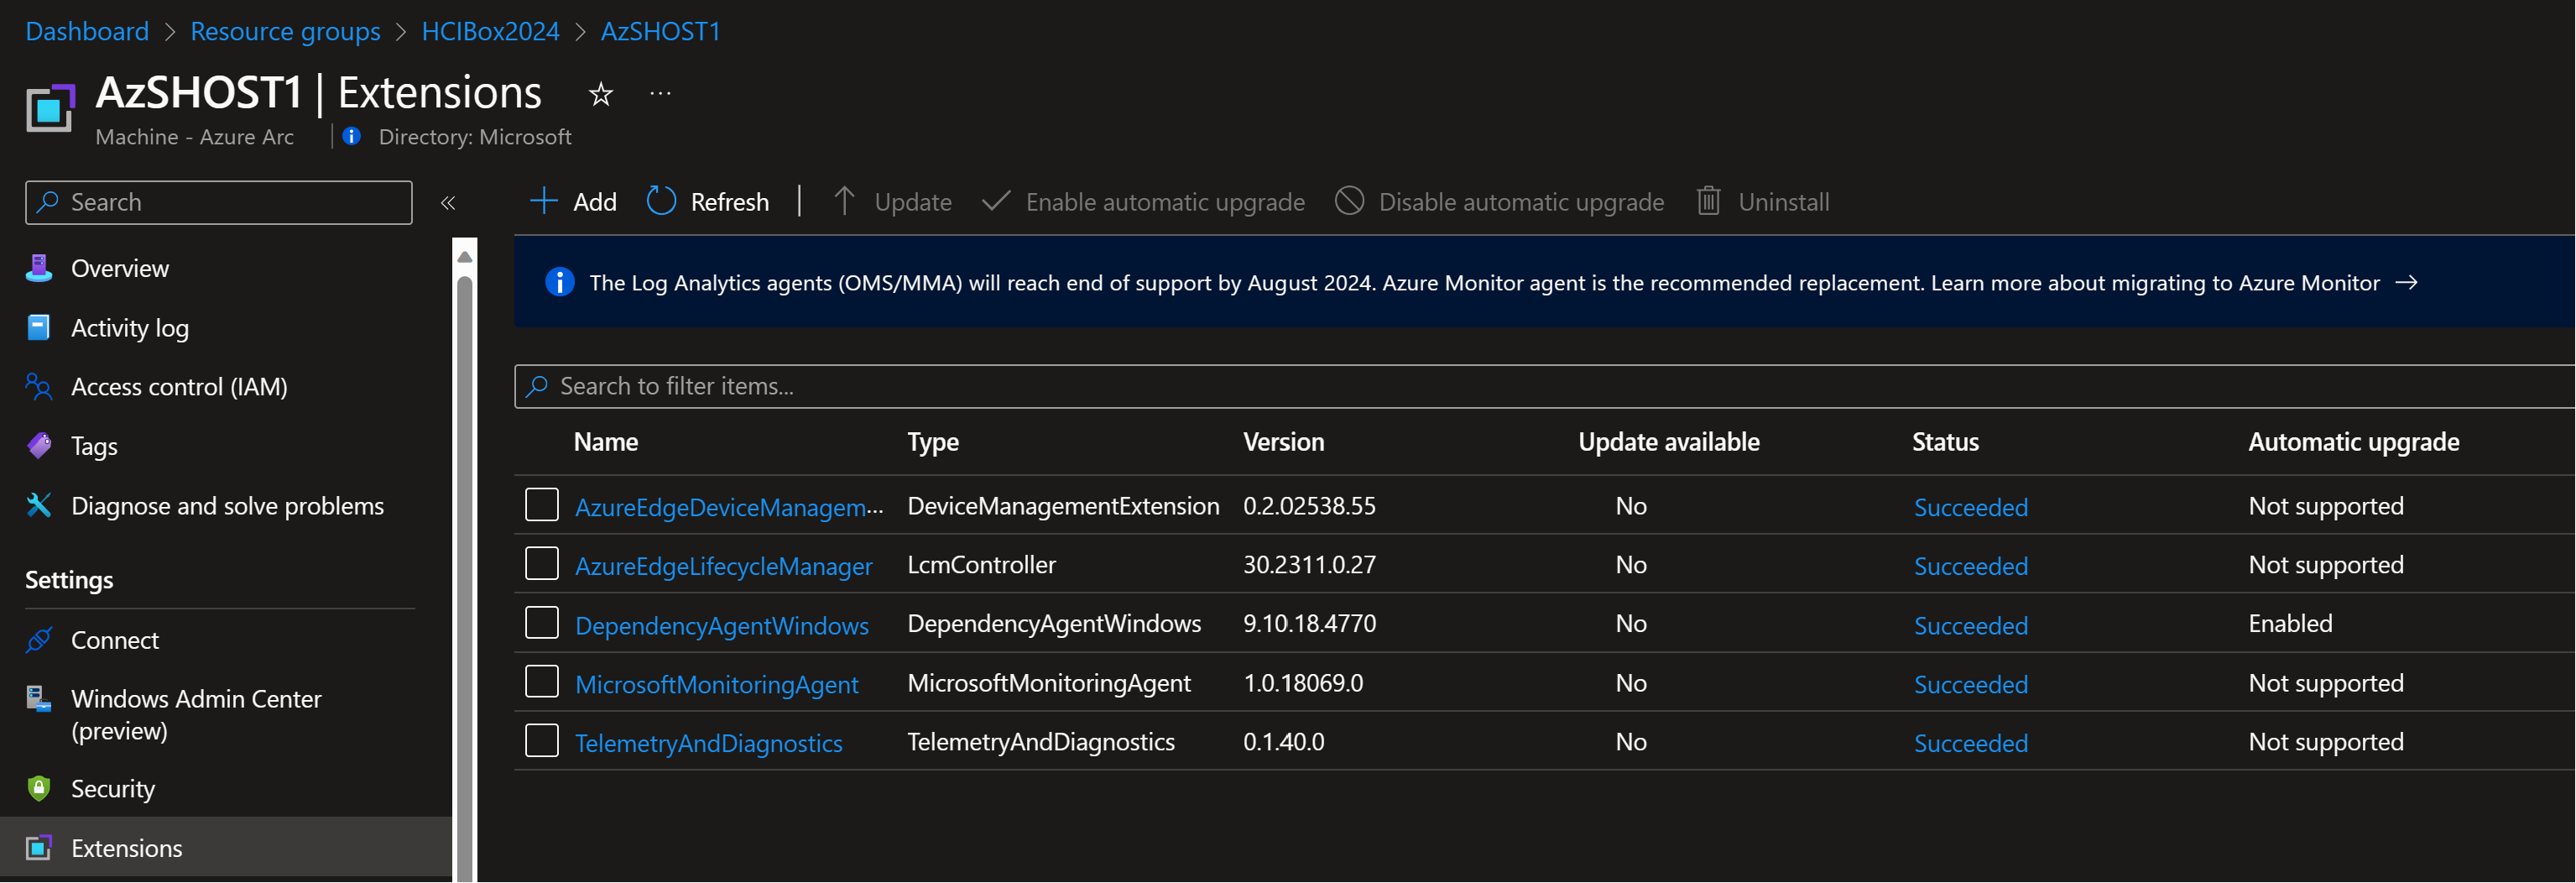 Dashboard > Resource groups > HCIBox2024 > AzSHOST1
AzSHOST1 | Extensions
Machine - Azure Arc
Directory: Microsoft
Search
Overview
Activity log
Access control (IAM)
Tags
Diagnose and solve problems
Settings
Connect
Windows Admin Center
(preview)
Security
Extensions
Add Refresh | Update Enable automatic upgrade Disable automatic upgrade Uninstall
The Log Analytics agents (OMS/MMA) will reach end of support by August 2024. Azure Monitor agent is the recommended replacement. Learn more about migrating to Azure Monitor →
Search to filter items...
Name Type Version Update available Status Automatic upgrade
AzureEdgeDeviceManagem... DeviceManagementExtension 0.2.02538.55 No Succeeded Not supported
AzureEdgeLifecycleManager LcmController 30.2311.0.27 No Succeeded Not supported
DependencyAgentWindows DependencyAgentWindows 9.10.18.4770 No Succeeded Enabled
MicrosoftMonitoringAgent MicrosoftMonitoringAgent 1.0.18069.0 No Succeeded Not supported
TelemetryAndDiagnostics TelemetryAndDiagnostics 0.1.40.0 No Succeeded Not supported